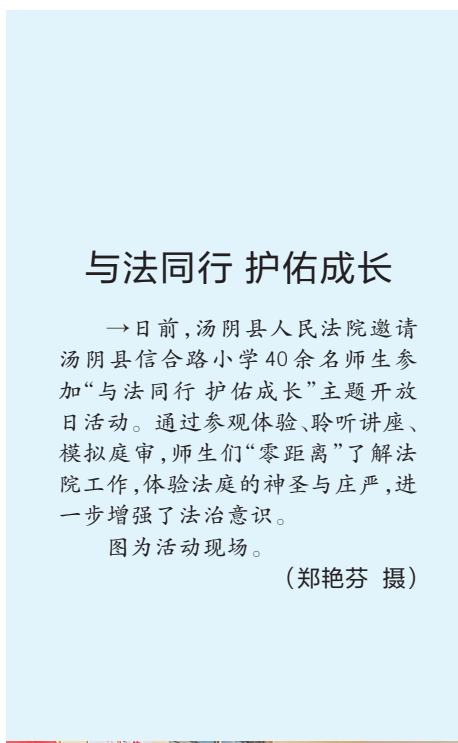 与法同行 护佑成长
→日前,汤阴县人民法院邀请
汤阴县信合路小学40余名师生参
加“与法同行 护佑成长”主题开放
日活动。通过参观体验、聆听讲座、
模拟庭审,师生们“零距离”了解法
院工作,体验法庭的神圣与庄严,进
一步增强了法治意识。
图为活动现场。
(郑艳芬 摄)